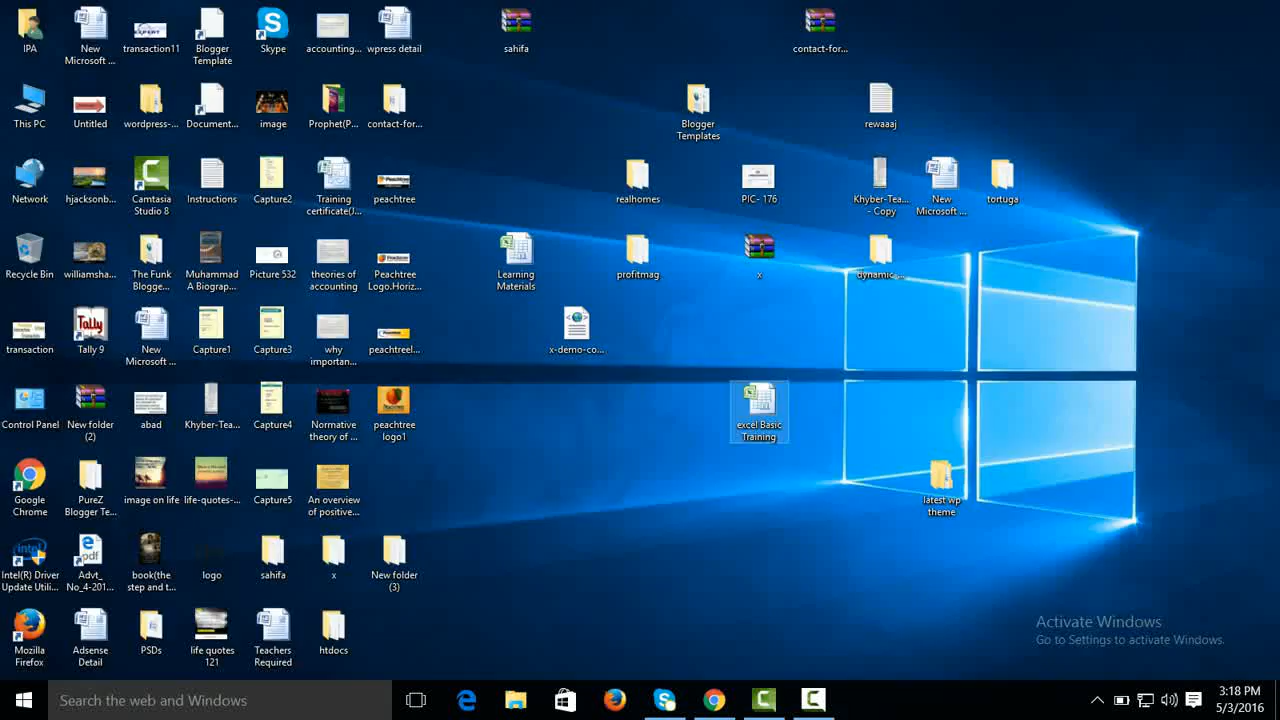 IPA
New
Microsoft ...
transaction11
Blogger
Template
Skype
accounting...
wpress detail
sahifa
contact-for...
This PC
Untitled
wordpress-...
Document...
image
Prophet(P...
contact-for...
Blogger
Templates
rewaaaj
Network
hjacksonb...
Camtasia
Studio 8
Instructions
Capture2
Training
certificate(J...
peachtree
realhomes
PIC- 176
Khyber-Tea...
- Copy
New
Microsoft ...
tortuga
Recycle Bin
williamsha...
The Funk
Blogge...
Muhammad
A Biograp...
Picture 532
theories of
accounting
Peachtree
Logo.Horiz...
Learning
Materials
profitmag
x
dynamic-...
transaction
Tally
Tally 9
New
Microsoft ...
Capture1
Capture3
why
importan...
peachtreel...
x-demo-co...
Control Panel
New folder
(2)
abad
Khyber-Tea...
Capture4
Normative
theory of ...
peachtree
logo1
excel Basic
Training
Google
Chrome
PureZ
Blogger Te...
image on life
life-quotes-...
Capture5
An overview
of positive...
latest wp
theme
Intel(R) Driver
Update Utili...
Advt_
No_4-201...
book(the
step and t...
logo
sahifa
x
New folder
(3)
Mozilla
Firefox
Adsense
Detail
PSDs
life quotes
121
Teachers
Required
htdocs
Activate Windows
Go to Settings to activate Windows.
Search the web and Windows
5/3/2016